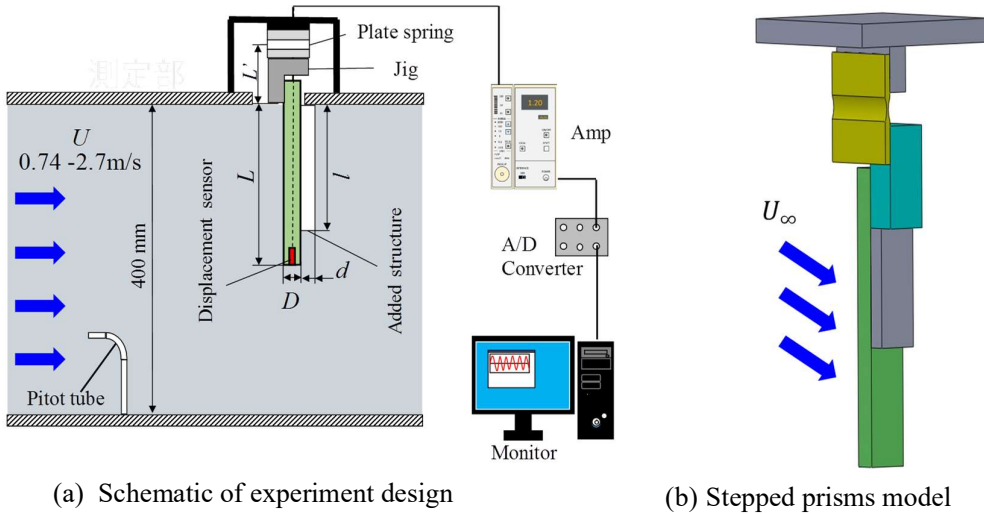 Plate spring
L'
Jig
測定部
U
0.74 -2.7m/s
L
l
Displacement sensor
400 mm
d
D
Added structure
Pitot tube
1.20
Amp
A/D
Converter
Monitor
U∞
(a) Schematic of experiment design
(b) Stepped prisms model